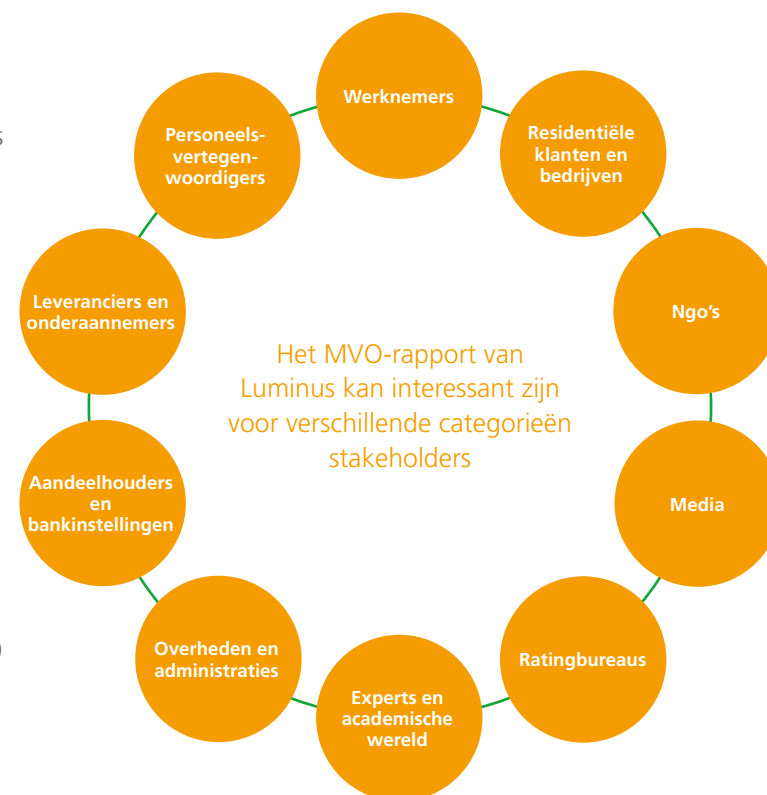 Werknemers
Residentiële
klanten en
bedrijven
Ngo's
Media
Ratingbureaus
Experts en
academische
wereld
Overheden en
administraties
Aandeelhouders
en
bankinstellingen
Leveranciers en
onderaannemers
Personeels-
vertegen-
woordigers
Het MVO-rapport van
Luminus kan interessant zijn
voor verschillende categorieën
stakeholders